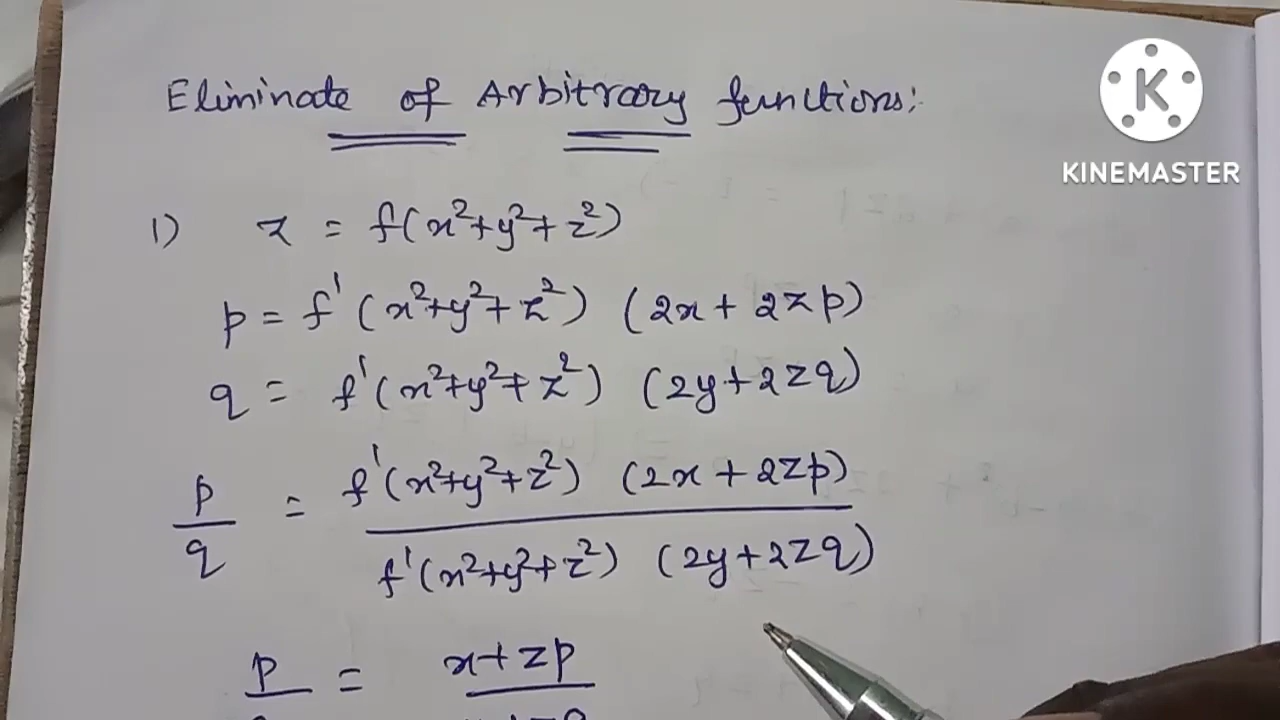 Eliminate of Arbitrary functions:
K
KINEMASTER
1) z = f(x²+y²+z²)
p = f'(x²+y²+z²) (2x + 2zp)
q = f'(x²+y²+z²) (2y+2zq)
p/q = f'(x²+y²+z²) (2x + 2zp) / f'(x²+y²+z²) (2y+2zq)
p = x+zp